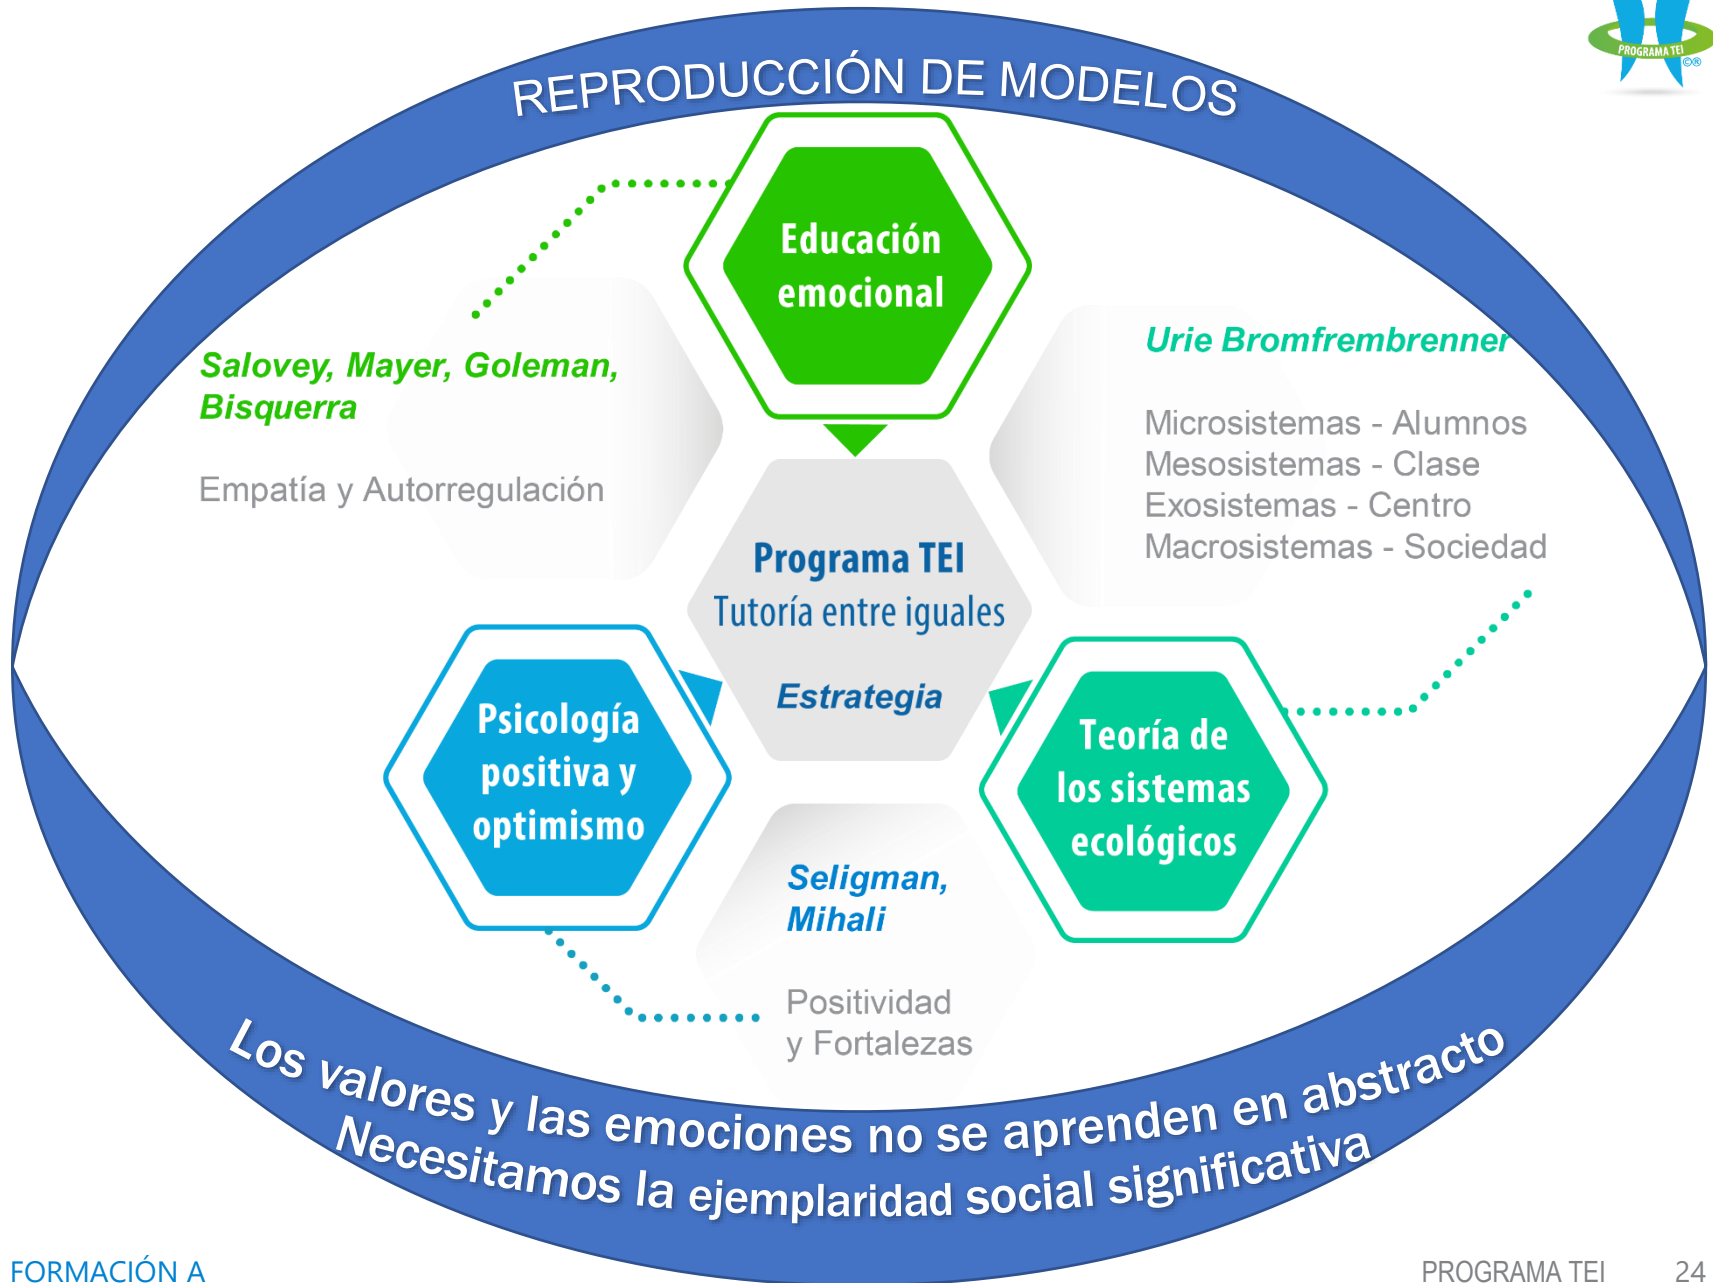 PROGRAMA TEI
©®
REPRODUCCIÓN DE MODELOS
Educación
emocional
Salovey, Mayer, Goleman,
Bisquerra
Empatía y Autorregulación
Urie Bromfrembrenner
Microsistemas - Alumnos
Mesosistemas - Clase
Exosistemas - Centro
Macrosistemas - Sociedad
Programa TEI
Tutoría entre iguales
Estrategia
Psicología
positiva y
optimismo
Teoría de
los sistemas
ecológicos
Seligman,
Mihali
Positividad
y Fortalezas
Los valores y las emociones no se aprenden en abstracto
Necesitamos la ejemplaridad social significativa
FORMACIÓN A
PROGRAMA TEI 24